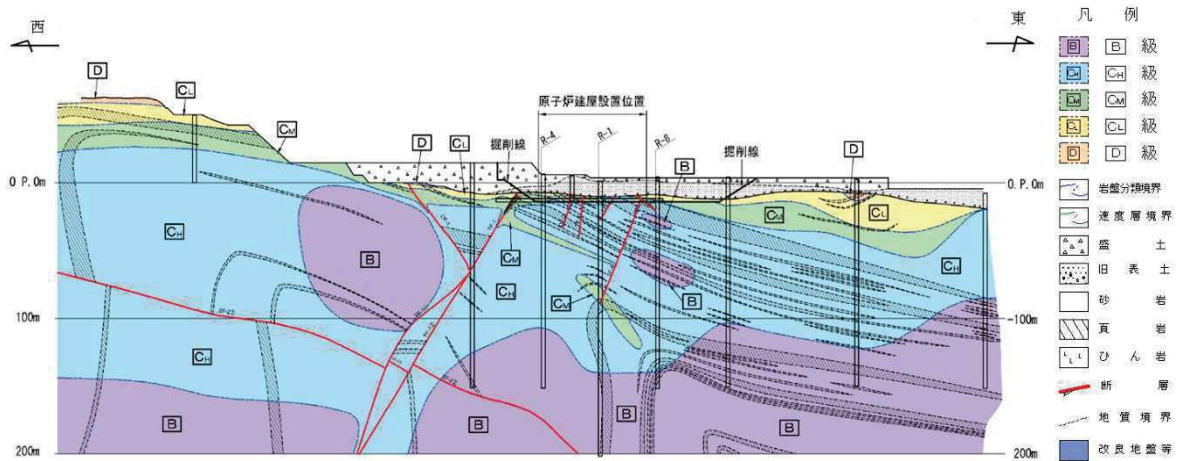 西
東
凡 例
B B 級
CH CH 級
CM CM 級
CL CL 級
D D 級
岩盤分類境界
速度層境界
盛 土
旧 表 土
砂 岩
頁 岩
ひ ん 岩
断 層
地 質 境 界
改 良 地 盤 等
D
CL
CM
D
CL
掘削線
原子炉建屋設置位置
R-4
R-1
R-6
B
掘削線
D
0 P.0m
O.P.0m
CH
B
CM
CH
CM
B
CM
CL
CH
100m
-100m
CH
B
B
B
B
200m
200m